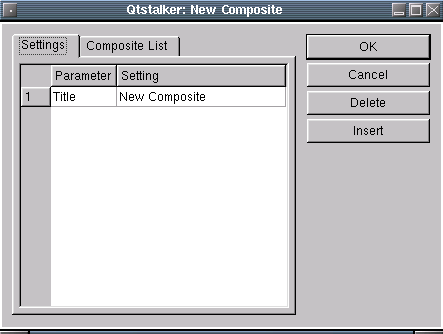 Qtstalker: New Composite
Settings
Composite List
Parameter Setting
1 Title New Composite
OK
Cancel
Delete
Insert